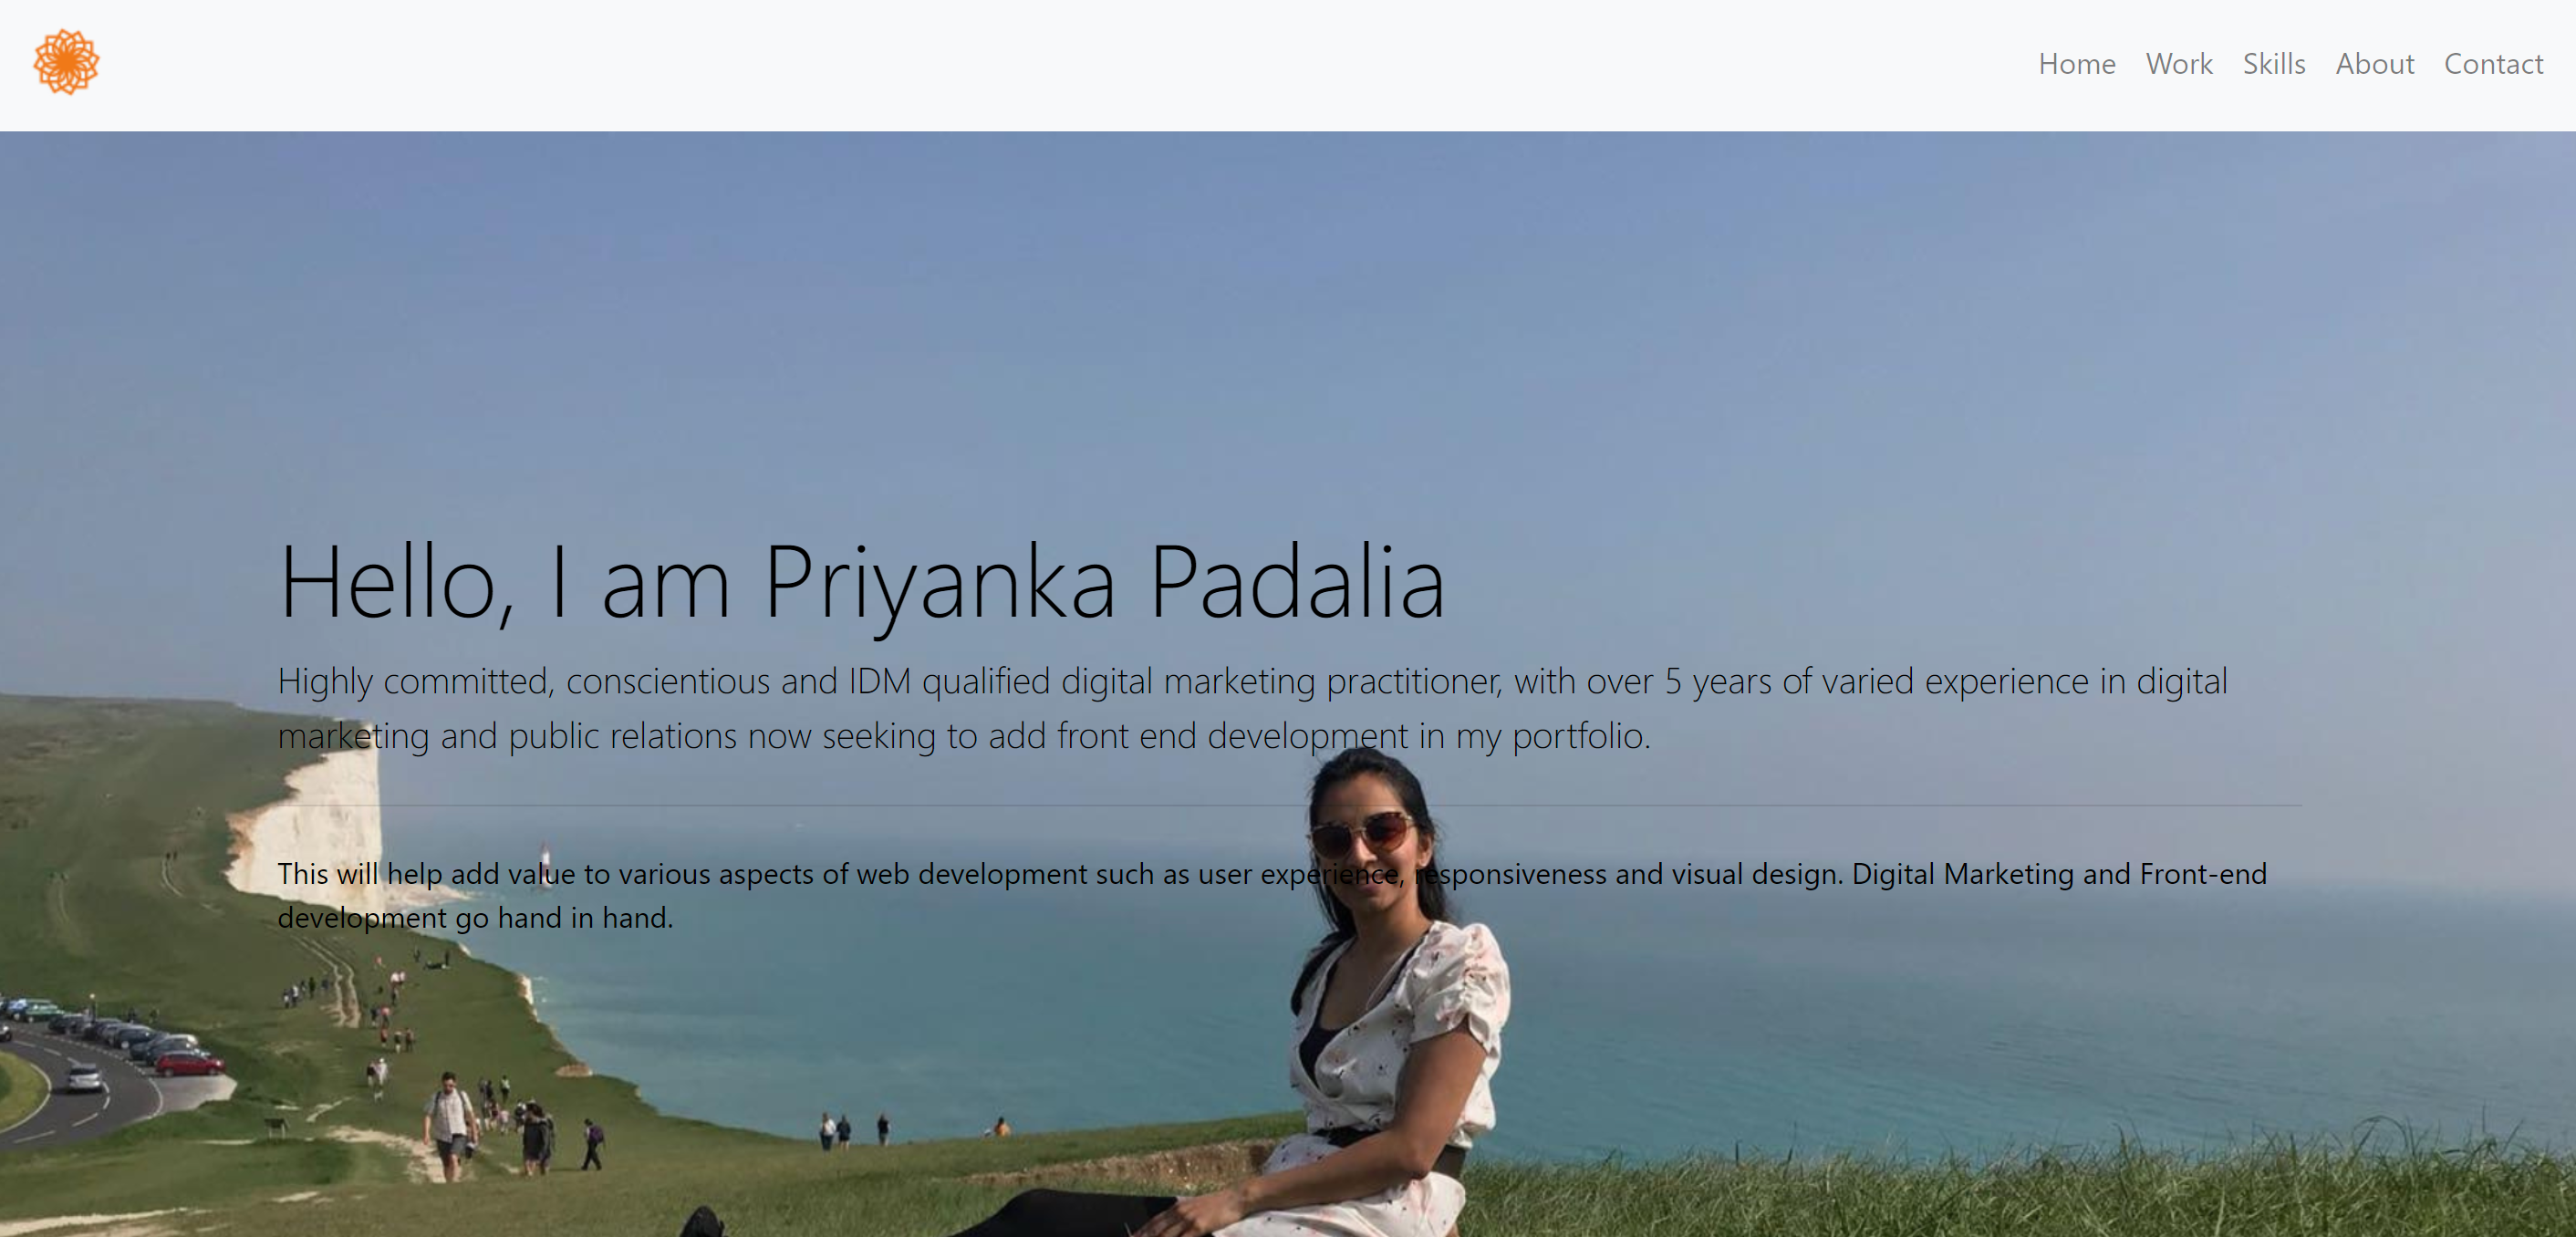 Home Work Skills About Contact
Hello, I am Priyanka Padalia
Highly committed, conscientious and IDM qualified digital marketing practitioner, with over 5 years of varied experience in digital
marketing and public relations now seeking to add front end development in my portfolio.
This will help add value to various aspects of web development such as user experience, responsiveness and visual design. Digital Marketing and Front-end
development go hand in hand.